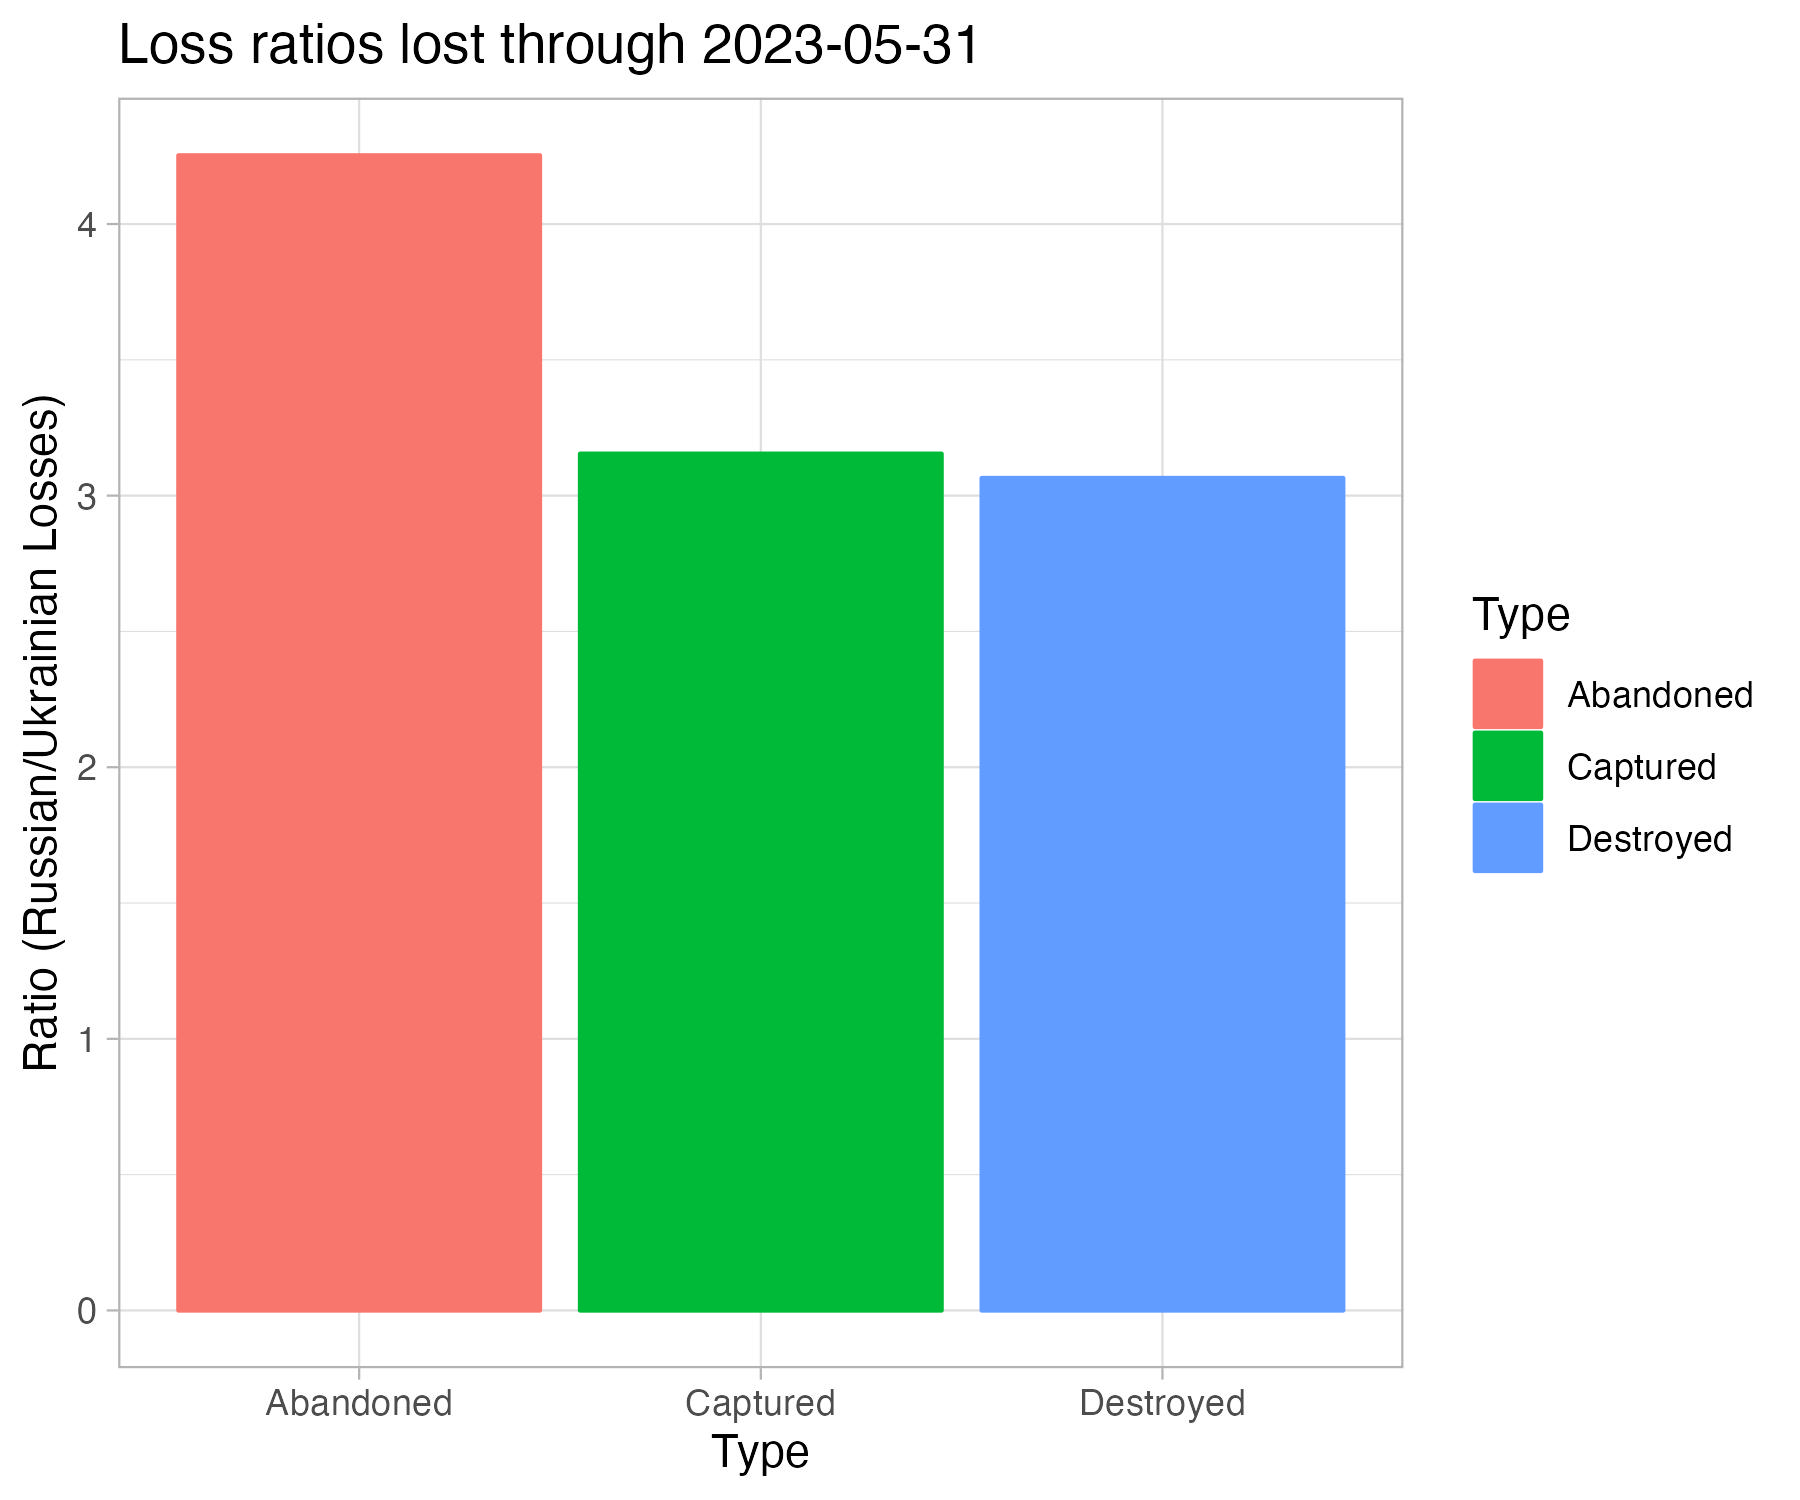 Loss ratios lost through 2023-05-31
Ratio (Russian/Ukrainian Losses)
4
3
2
1
0
Abandoned
Captured
Destroyed
Type
Type
Abandoned
Captured
Destroyed